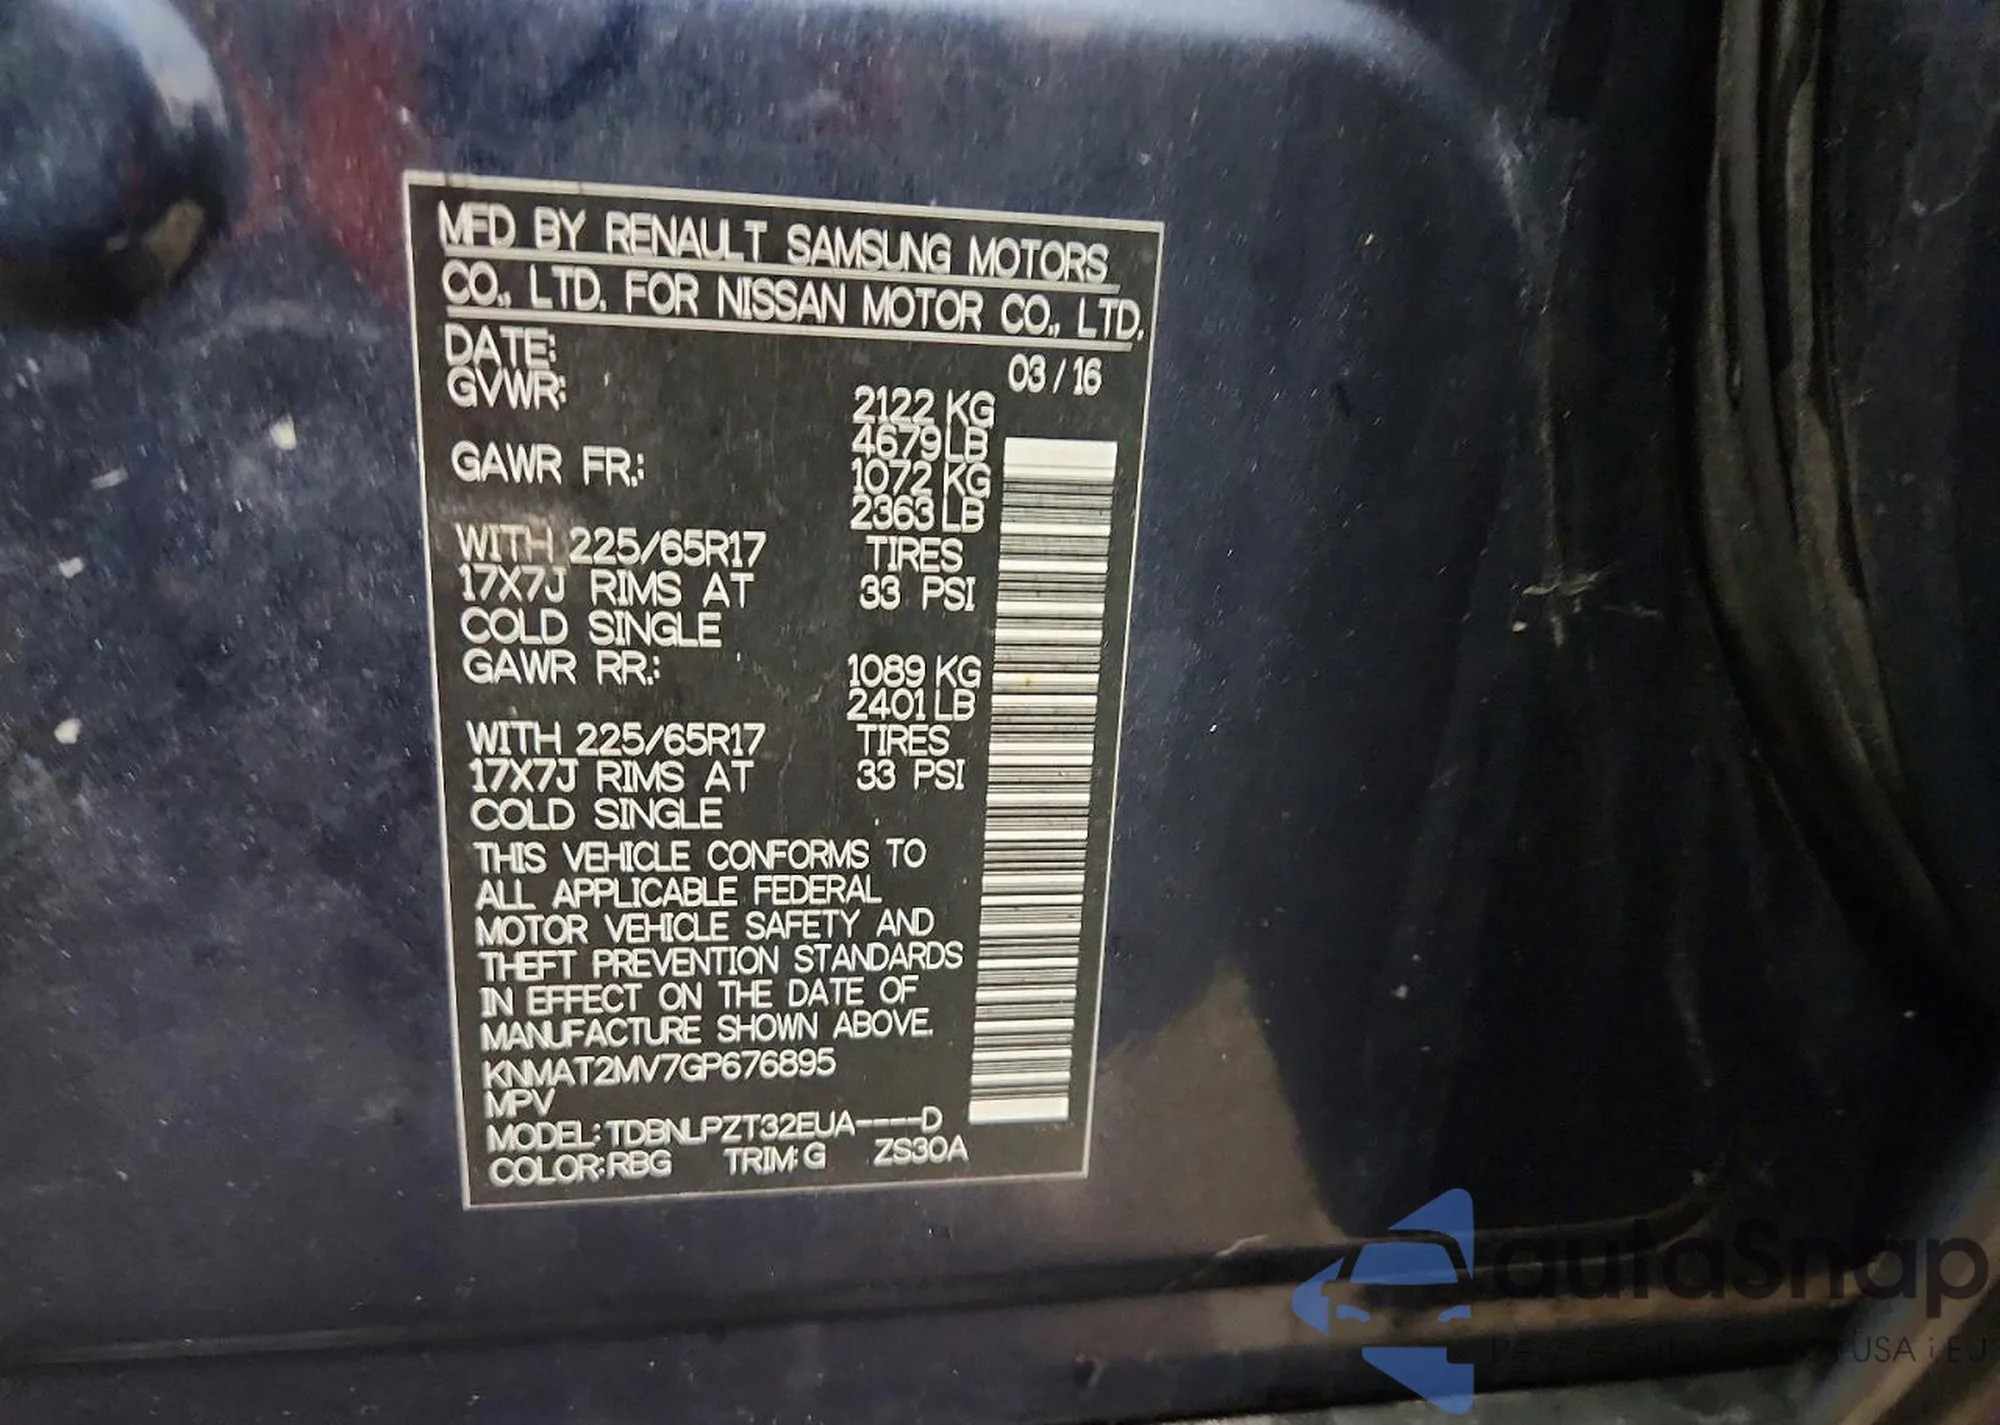 MFD BY RENAULT SAMSUNG MOTORS
CO., LTD. FOR NISSAN MOTOR CO., LTD.
DATE: 03 / 16
GVWR: 2122 KG
4679 LB
GAWR FR.: 1072 KG
2363 LB
WITH 225/65R17 TIRES
17X7J RIMS AT 33 PSI
COLD SINGLE
GAWR RR.: 1089 KG
2401 LB
WITH 225/65R17 TIRES
17X7J RIMS AT 33 PSI
COLD SINGLE
THIS VEHICLE CONFORMS TO
ALL APPLICABLE FEDERAL
MOTOR VEHICLE SAFETY AND
THEFT PREVENTION STANDARDS
IN EFFECT ON THE DATE OF
MANUFACTURE SHOWN ABOVE.
KNMAT2MV7GP676895
MPV
MODEL: TDBNLPZT32EUA----D
COLOR: RBG TRIM: G ZS30A
autaSnap
USA i EU